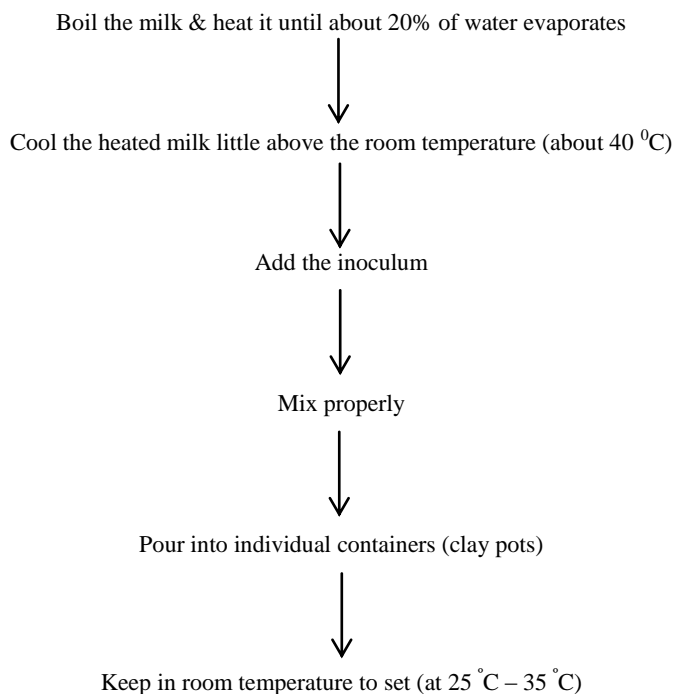 Boil the milk & heat it until about 20% of water evaporates
Cool the heated milk little above the room temperature (about 40 ⁰C)
Add the inoculum
Mix properly
Pour into individual containers (clay pots)
Keep in room temperature to set (at 25 °C – 35 °C)